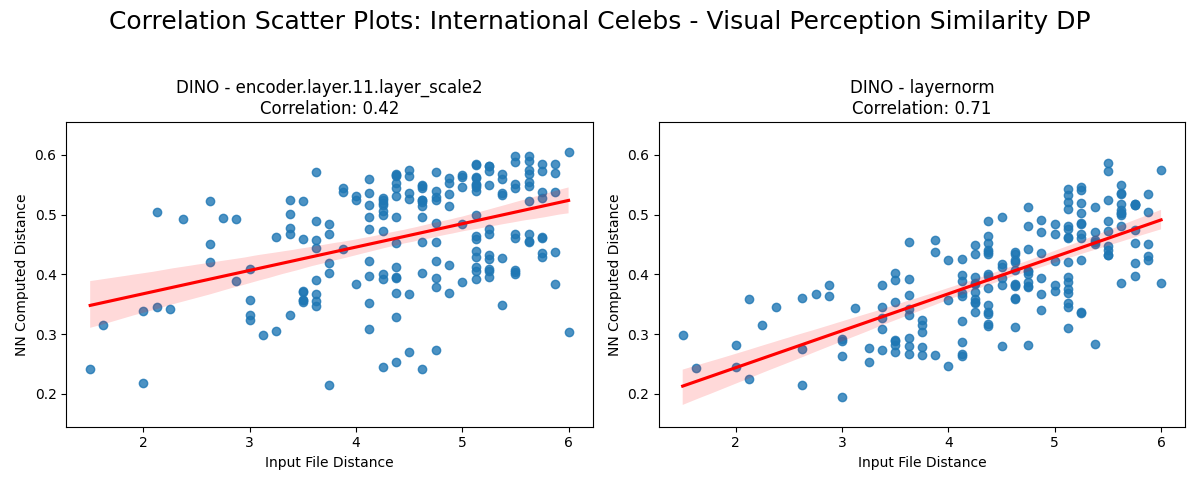 Correlation Scatter Plots: International Celebs - Visual Perception Similarity DP
DINO - encoder.layer.11.layer_scale2
Correlation: 0.42
NN Computed Distance
0.6
0.5
0.4
0.3
0.2
2 3 4 5 6
Input File Distance
DINO - layernorm
Correlation: 0.71
NN Computed Distance
0.6
0.5
0.4
0.3
0.2
2 3 4 5 6
Input File Distance